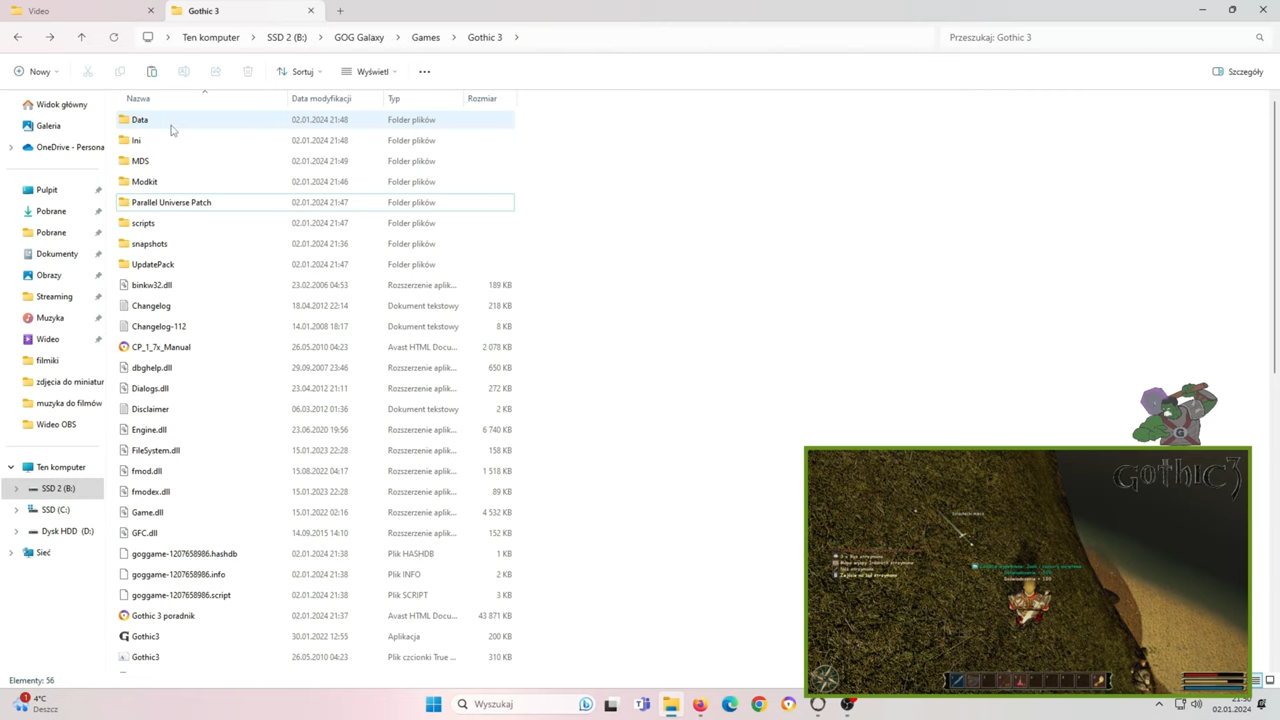 Video
Gothic 3
Ten komputer > SSD 2 (B:) > GOG Galaxy > Games > Gothic 3 >
Przeszukaj: Gothic 3
Nowy
Sortuj
Wyświetl
Szczegóły
Nazwa Data modyfikacji Typ Rozmiar
Widok główny
Galeria
OneDrive - Persona
Pulpit
Pobrane
Pobrane
Dokumenty
Obrazy
Streaming
Muzyka
Wideo
filmiki
zdjęcia do miniatur
muzyka do filmów
Wideo OBS
Ten komputer
SSD 2 (B:)
SSD (C:)
Dysk HDD (D:)
Sieć
Data 02.01.2024 21:48 Folder plików
Ini 02.01.2024 21:48 Folder plików
MDS 02.01.2024 21:49 Folder plików
Modkit 02.01.2024 21:46 Folder plików
Parallel Universe Patch 02.01.2024 21:47 Folder plików
scripts 02.01.2024 21:47 Folder plików
snapshots 02.01.2024 21:36 Folder plików
UpdatePack 02.01.2024 21:47 Folder plików
binkw32.dll 23.02.2006 04:53 Rozszerzenie aplik... 189 KB
Changelog 18.04.2012 22:14 Dokument tekstowy 218 KB
Changelog-112 14.01.2008 18:17 Dokument tekstowy 8 KB
CP_1_7x_Manual 26.05.2010 04:23 Avast HTML Docu... 2 078 KB
dbghelp.dll 29.09.2007 23:46 Rozszerzenie aplik... 650 KB
Dialogs.dll 23.04.2012 21:11 Rozszerzenie aplik... 272 KB
Disclaimer 06.03.2012 01:36 Dokument tekstowy 2 KB
Engine.dll 23.06.2020 19:56 Rozszerzenie aplik... 6 740 KB
FileSystem.dll 15.01.2023 22:28 Rozszerzenie aplik... 158 KB
fmod.dll 15.08.2022 04:17 Rozszerzenie aplik... 1 518 KB
fmodex.dll 15.01.2023 22:28 Rozszerzenie aplik... 89 KB
Game.dll 15.01.2022 02:16 Rozszerzenie aplik... 4 532 KB
GFC.dll 14.09.2015 14:10 Rozszerzenie aplik... 152 KB
goggame-1207658986.hashdb 02.01.2024 21:38 Plik HASHDB 1 KB
goggame-1207658986.info 02.01.2024 21:38 Plik INFO 2 KB
goggame-1207658986.script 02.01.2024 21:38 Plik SCRIPT 3 KB
Gothic 3 poradnik 02.01.2024 21:37 Avast HTML Docu... 43 871 KB
Gothic3 30.01.2022 12:55 Aplikacja 200 KB
Gothic3 26.05.2010 04:23 Plik czcionki True ... 310 KB
GothiC3
Elementy: 56
4°C
Deszcz
Wyszukaj
02.01.2024